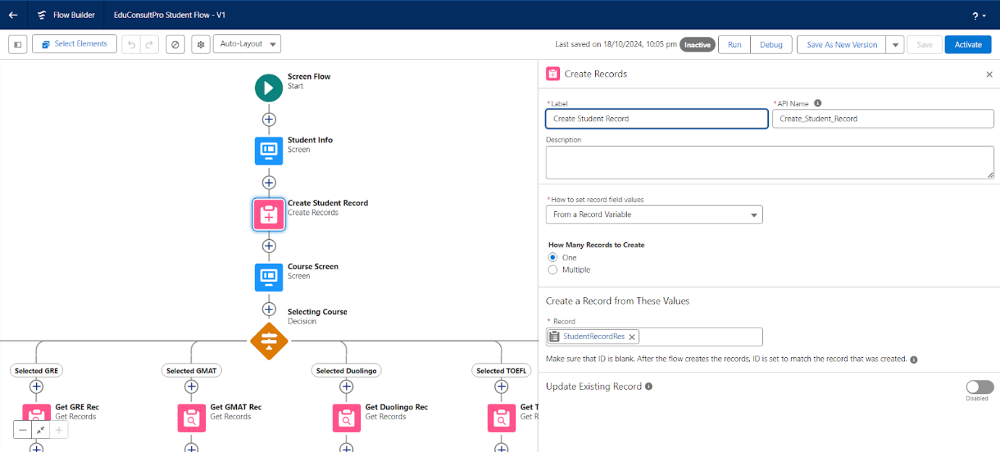 Flow Builder
EduConsultPro Student Flow - V1
?
Select Elements
Auto-Layout
Last saved on 18/10/2024, 10:05 pm
Inactive
Run
Debug
Save As New Version
Save
Activate
Screen Flow
Start
Student Info
Screen
Create Student Record
Create Records
Course Screen
Screen
Selecting Course
Decision
Selected GRE
Selected GMAT
Selected Duolingo
Selected TOEFL
Get GRE Rec
Get Records
Get GMAT Rec
Get Records
Get Duolingo Rec
Get Records
Get T
Get R
Create Records
* Label
Create Student Record
* API Name
Create_Student_Record
Description
* How to set record field values
From a Record Variable
How Many Records to Create
One
Multiple
Create a Record from These Values
* Record
StudentRecordRes
Make sure that ID is blank. After the flow creates the records, ID is set to match the record that was created.
Update Existing Record
Disabled